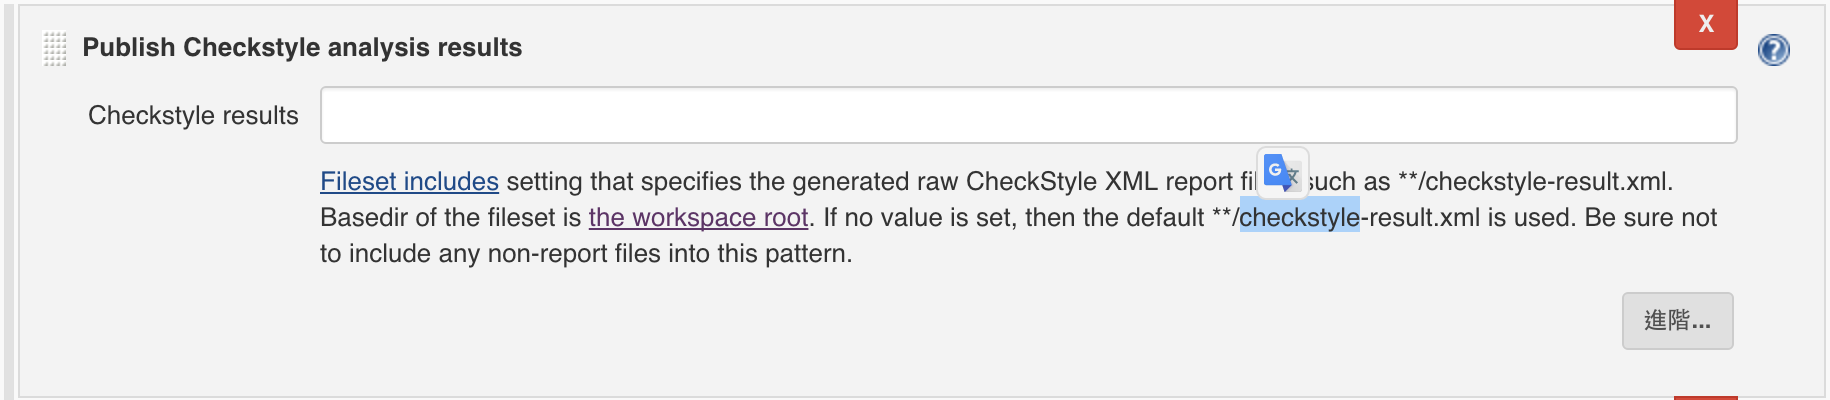 X
Publish Checkstyle analysis results
?
Checkstyle results
Fileset includes setting that specifies the generated raw CheckStyle XML report such as **/checkstyle-result.xml.
Basedir of the fileset is the workspace root. If no value is set, then the default **/checkstyle-result.xml is used. Be sure not
to include any non-report files into this pattern.
進階...